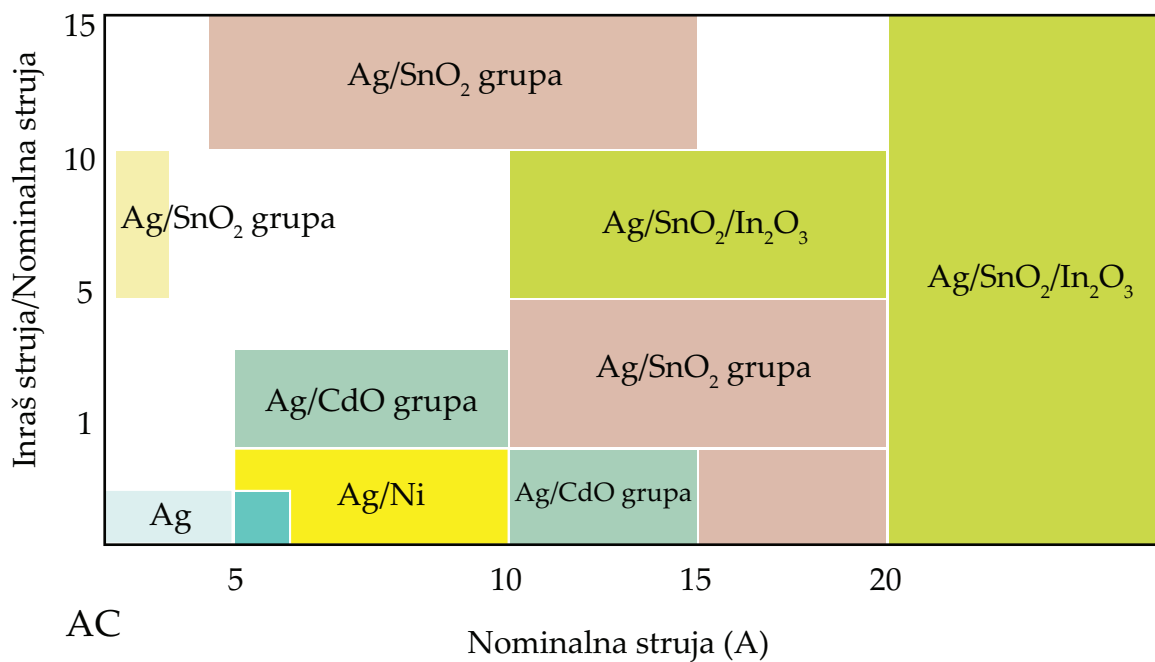 Inraš struja/Nominalna struja
15
10
5
1
Ag/SnO₂ grupa
Ag/SnO₂ grupa
Ag/SnO₂/In₂O₃
Ag/SnO₂/In₂O₃
Ag/SnO₂ grupa
Ag/CdO grupa
Ag/Ni
Ag/CdO grupa
Ag
5
10
15
20
AC
Nominalna struja (A)